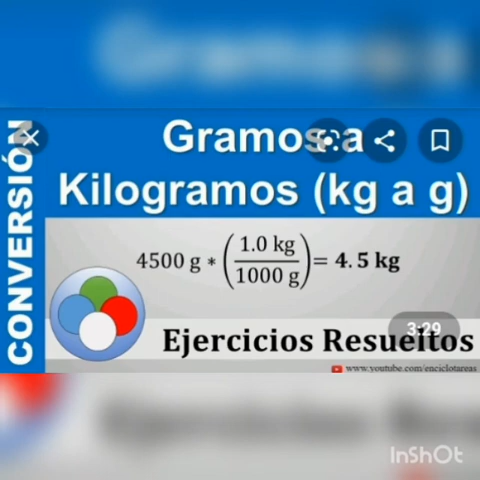 CONVERSIÓN
Gramos a
Kilogramos (kg a g)
4500 g * (1.0 kg / 1000 g) = 4.5 kg
3:29
Ejercicios Resueltos
www.youtube.com/enciclotareas
InShOt